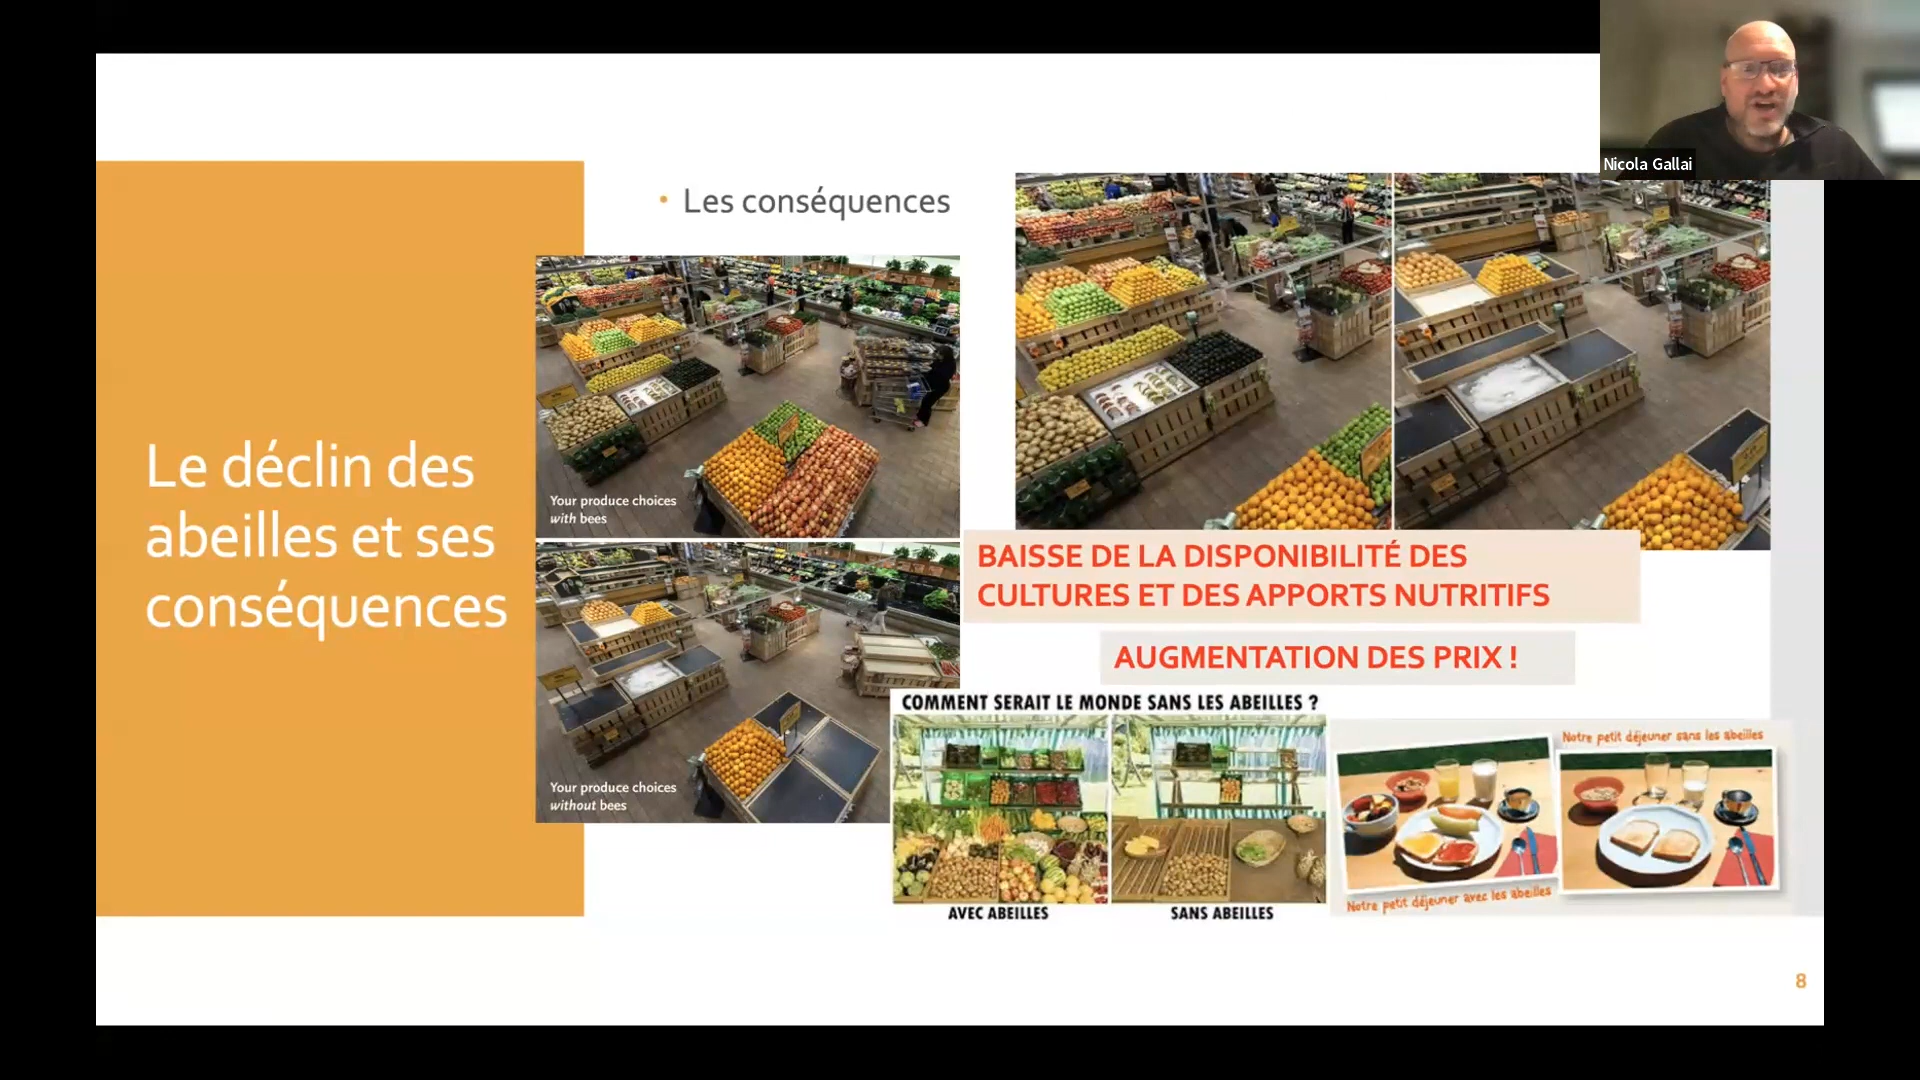 Nicola Gallai
Le déclin des
abeilles et ses
conséquences
• Les conséquences
Your produce choices
with bees
Your produce choices
without bees
BAISSE DE LA DISPONIBILITÉ DES
CULTURES ET DES APPORTS NUTRITIFS
AUGMENTATION DES PRIX !
COMMENT SERAIT LE MONDE SANS LES ABEILLES ?
AVEC ABEILLES
SANS ABEILLES
Notre petit déjeuner sans les abeilles
Notre petit déjeuner avec les abeilles
8